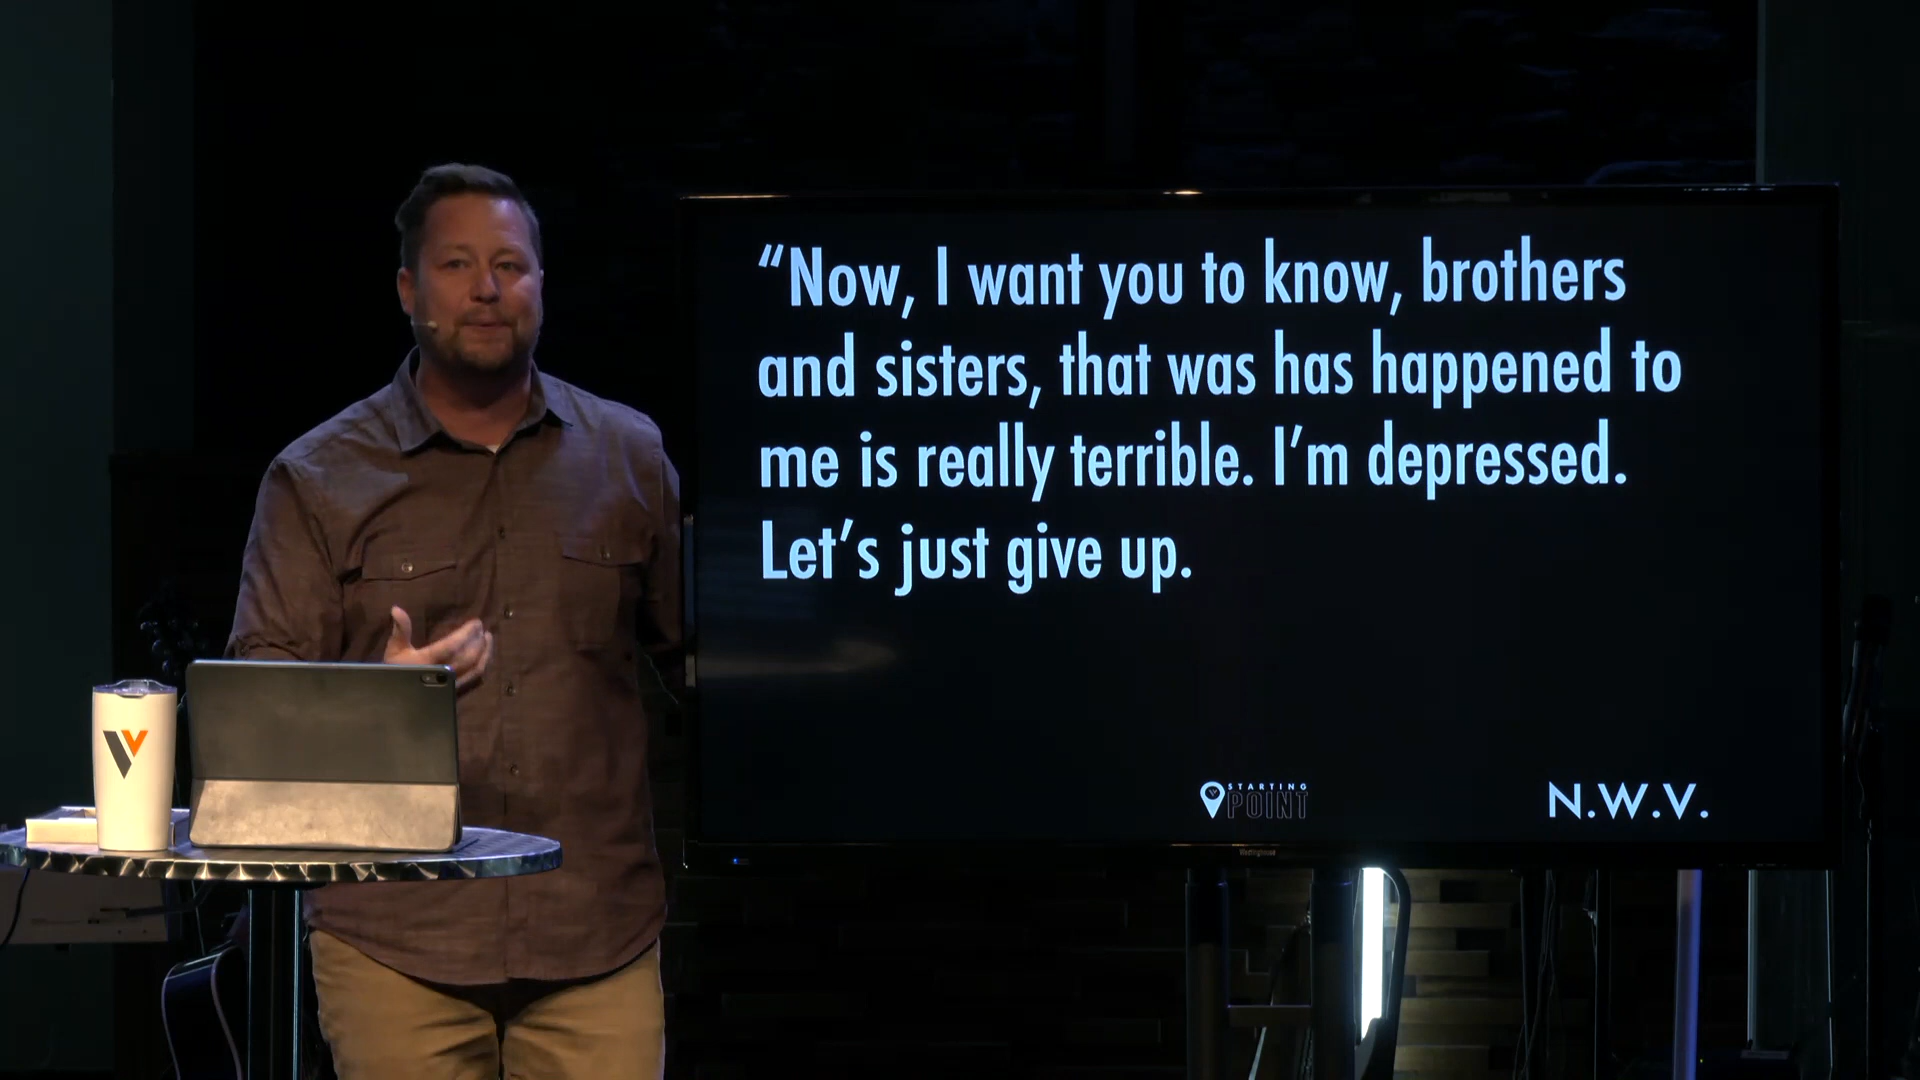 “Now, I want you to know, brothers
and sisters, that was has happened to
me is really terrible. I’m depressed.
Let’s just give up.
STARTING
POINT
N.W.V.
Westinghouse